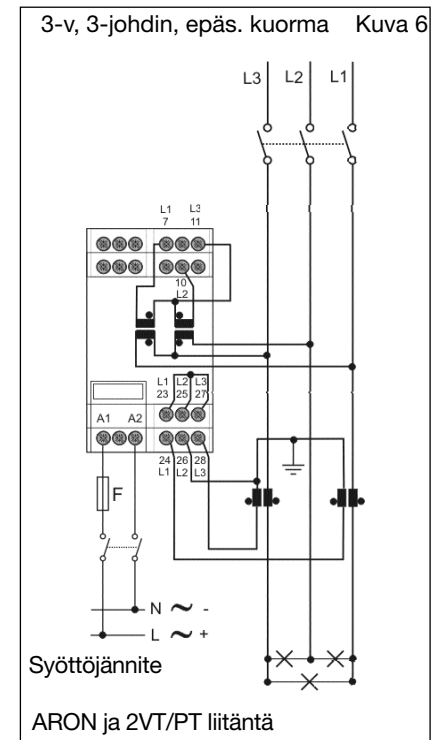 3-v, 3-johdin, epäs. kuorma Kuva 6
L3 L2 L1
L1 L3
7 11
10
L2
L1 L2 L3
23 25 27
A1 A2
24 26 28
L1 L2 L3
F
N ~ -
L ~ +
Syöttöjännite
ARON ja 2VT/PT liitäntä